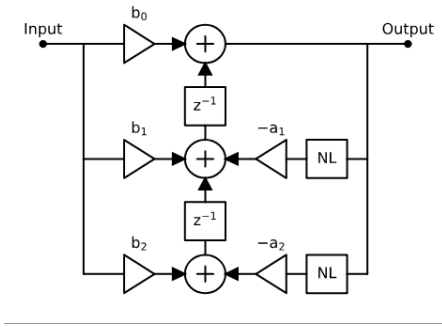 b₀
Input
Output
z⁻¹
b₁
−a₁
NL
z⁻¹
b₂
−a₂
NL